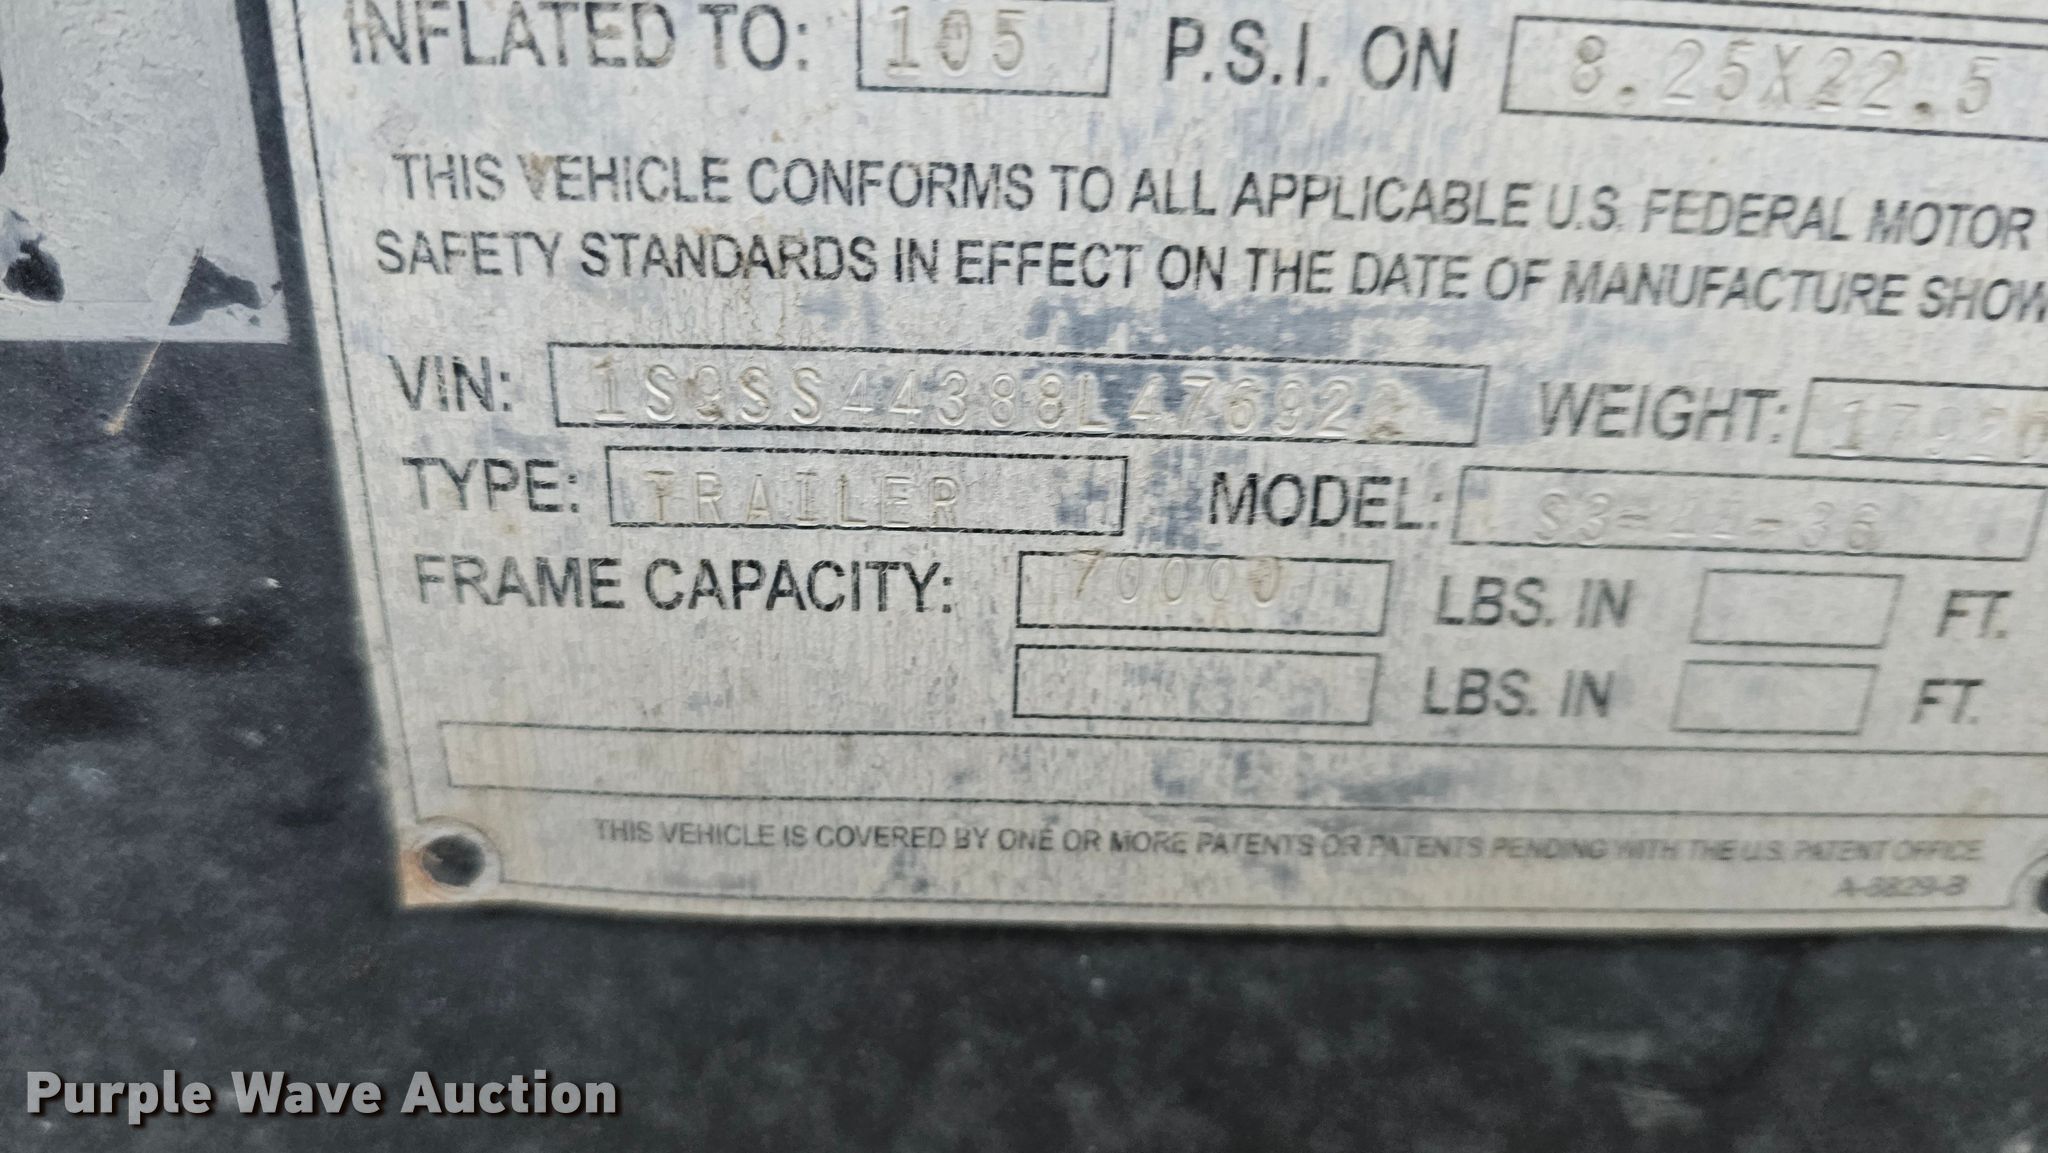 INFLATED TO: 105 P.S.I. ON 8.25X22.5
THIS VEHICLE CONFORMS TO ALL APPLICABLE U.S. FEDERAL MOTOR
SAFETY STANDARDS IN EFFECT ON THE DATE OF MANUFACTURE SHOW
VIN: WEIGHT: 17920
TYPE: TRAILER MODEL:
FRAME CAPACITY: 70000 LBS. IN FT.
LBS. IN FT.
THIS VEHICLE IS COVERED BY ONE OR MORE PATENTS OR PATENTS PENDING WITH THE U.S. PATENT OFFICE
Purple Wave Auction